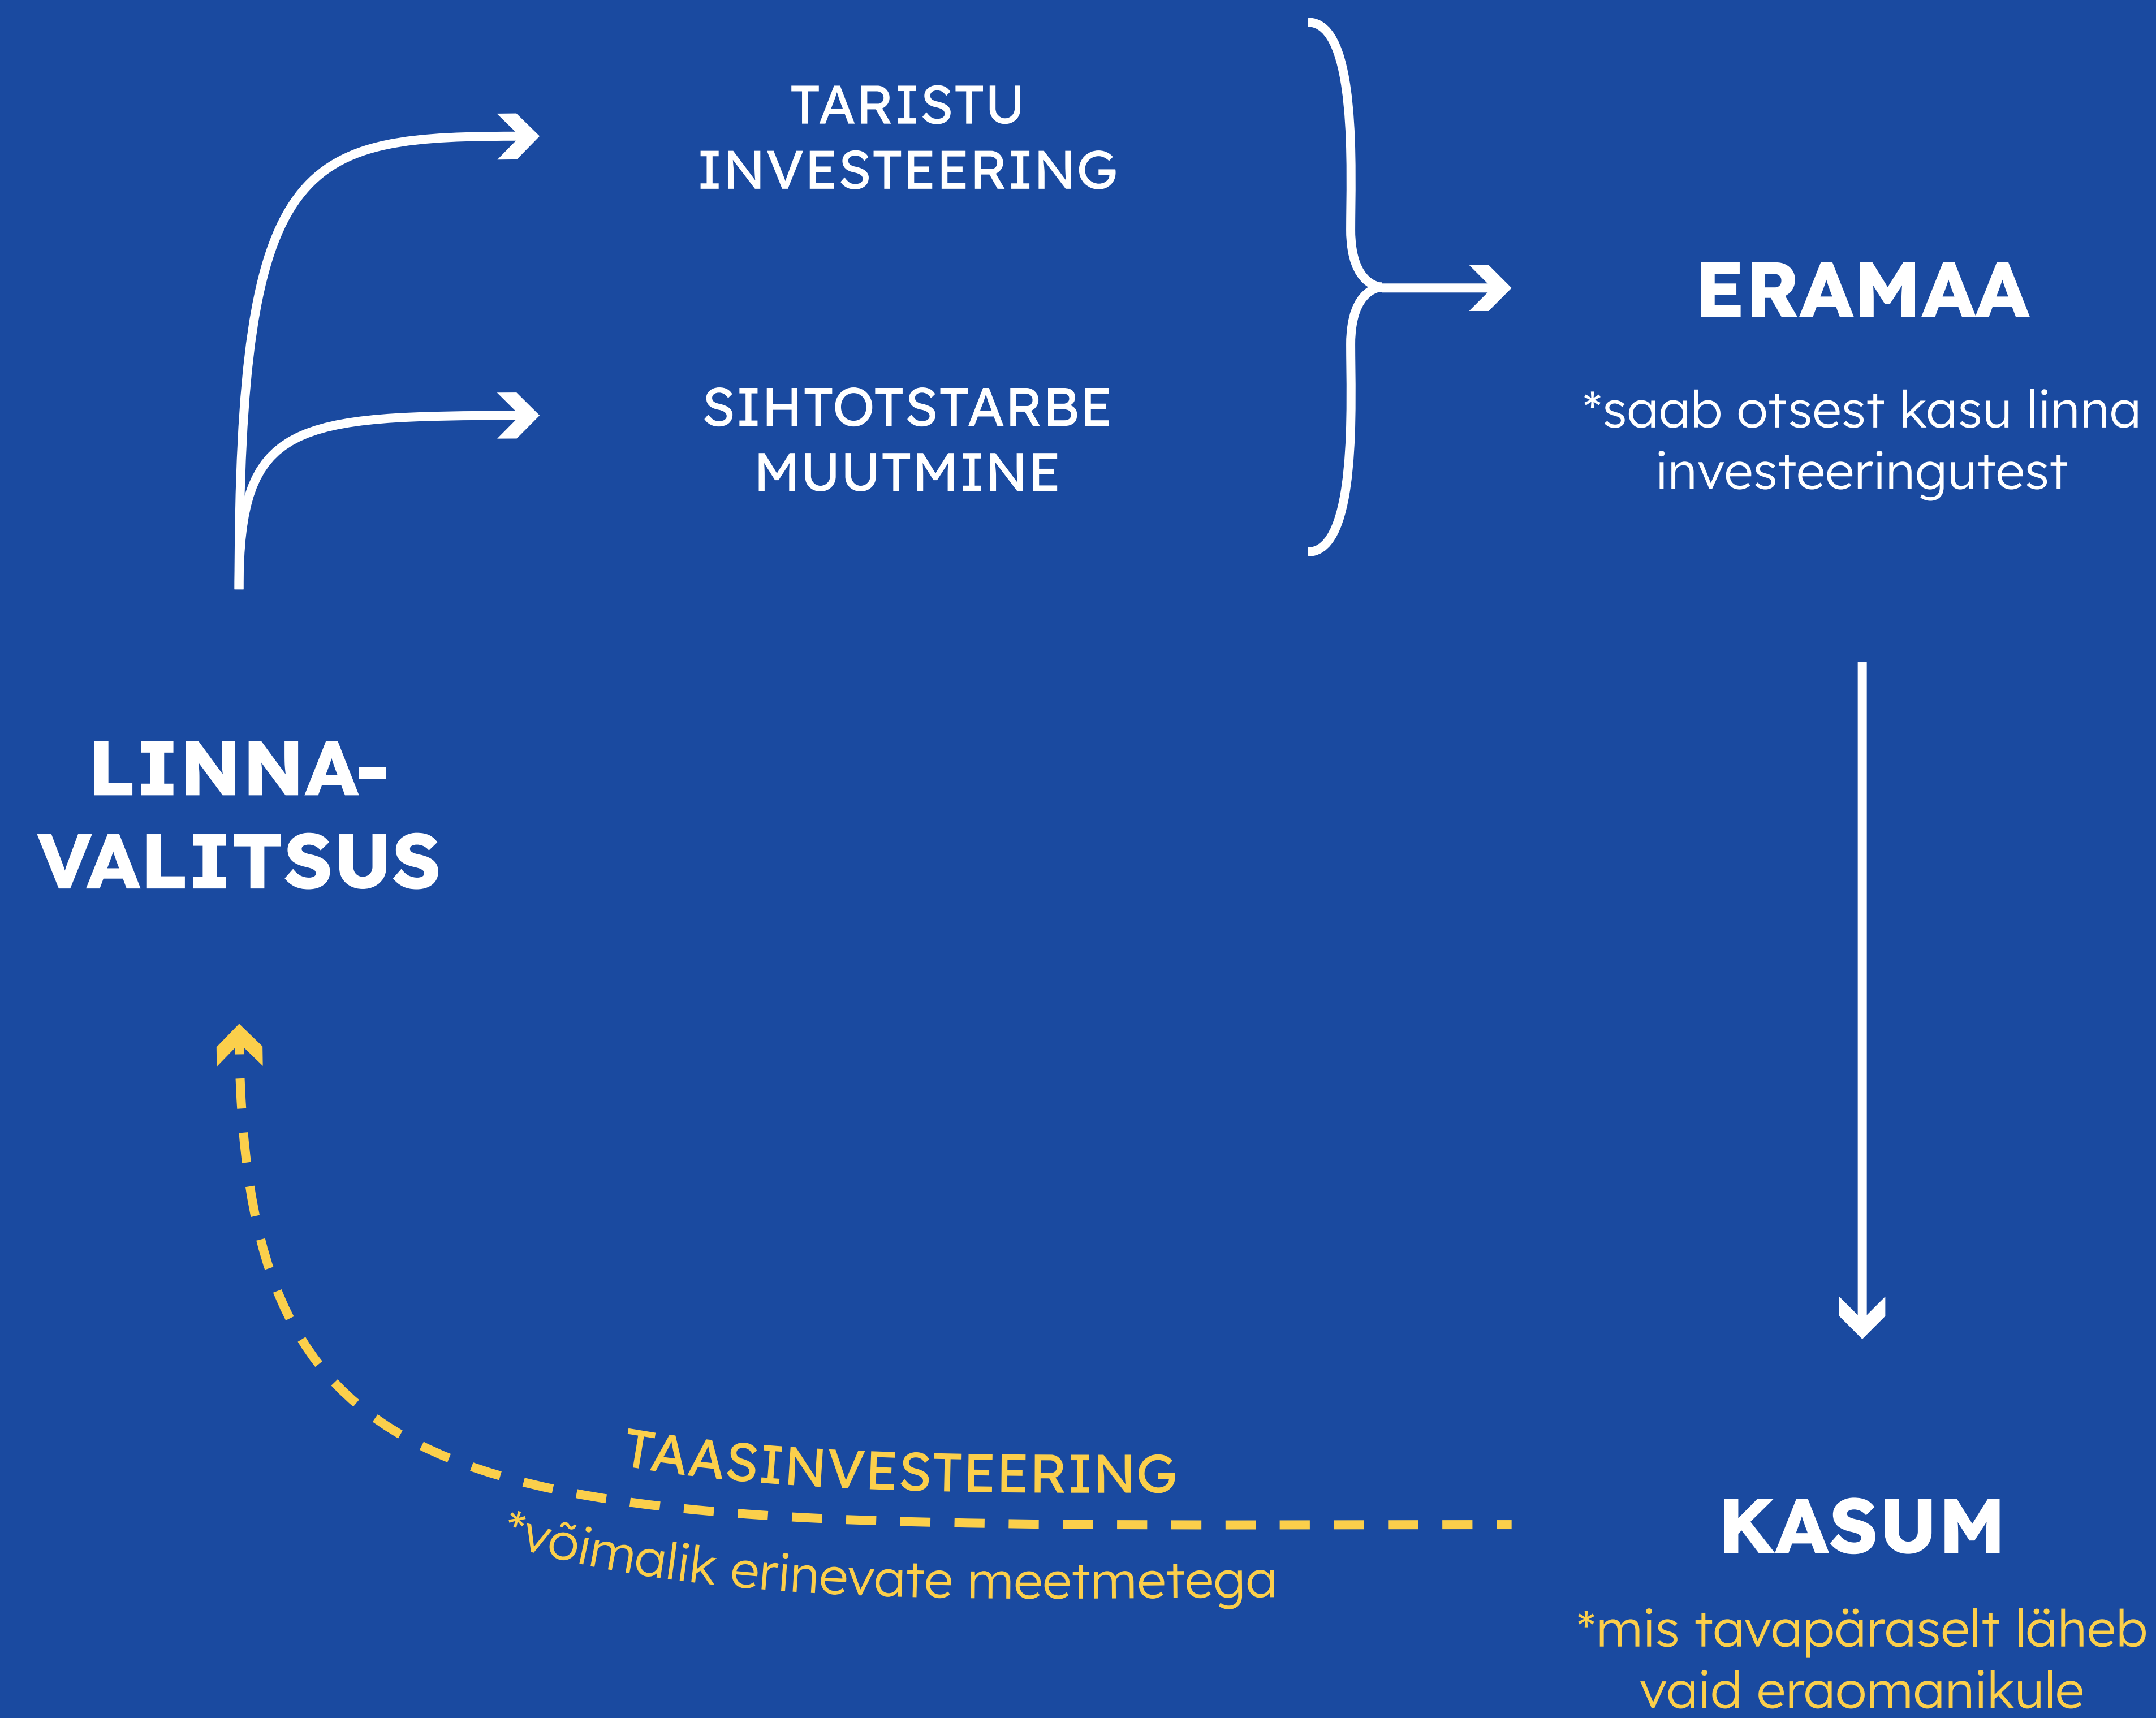 TARISTU
INVESTEERING
SIHTOTSTARBE
MUUTMINE
ERAMAA
*saab otsest kasu linna
investeeringutest
LINNA-
VALITSUS
TAASINVESTEERING
*võimalik erinevate meetmetega
KASUM
*mis tavapäraselt läheb
vaid eraomanikule